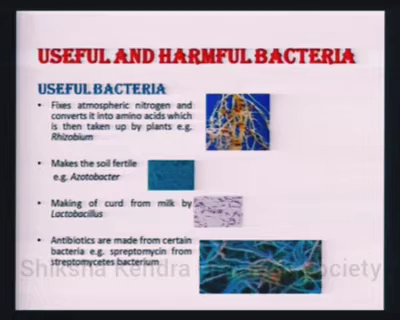 USEFUL AND HARMFUL BACTERIA
USEFUL BACTERIA
• Fixes atmospheric nitrogen and
converts it into amino acids which
is then taken up by plants e.g.
Rhizobium
• Makes the soil fertile
e.g. Azotobacter
• Making of curd from milk by
Lactobacillus
• Antibiotics are made from certain
bacteria e.g. spreptomycin from
streptomycetes bacterium
Shiksha Kendra
ociety